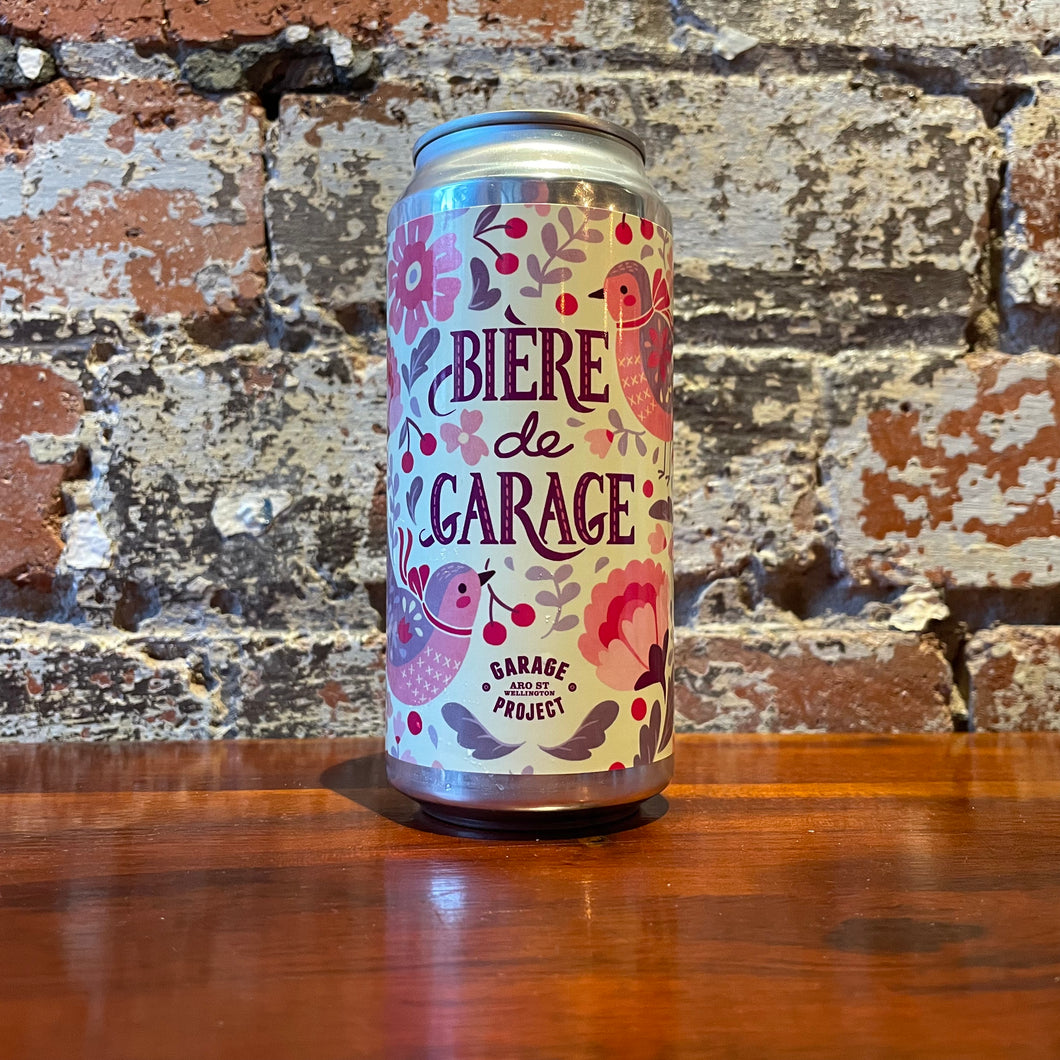 BIÈRE
de
GARAGE
GARAGE
ARO ST
WELLINGTON
PROJECT